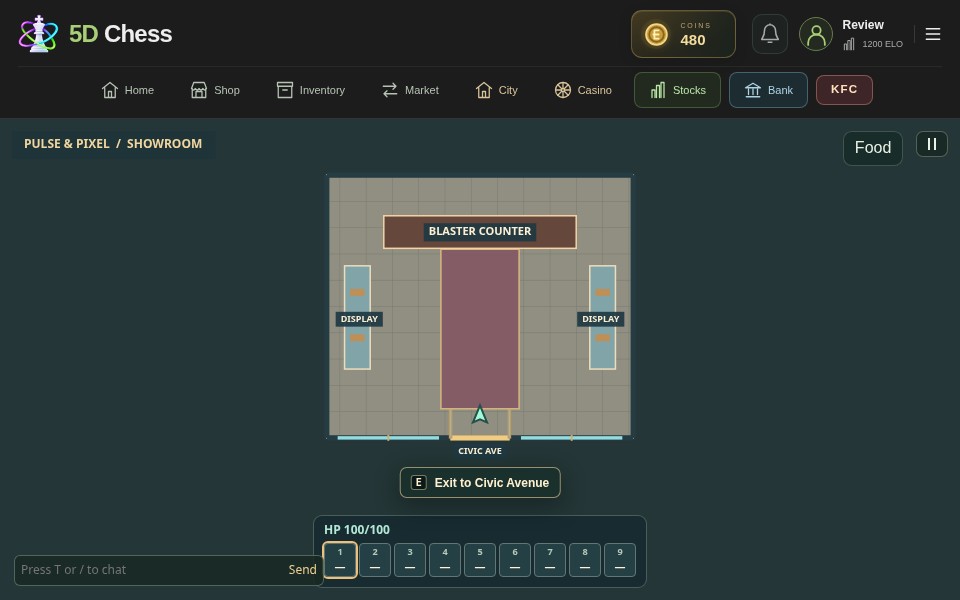 5D Chess
COINS
480
Review
1200 ELO
Home
Shop
Inventory
Market
City
Casino
Stocks
Bank
KFC
PULSE & PIXEL / SHOWROOM
Food
BLASTER COUNTER
DISPLAY
DISPLAY
CIVIC AVE
E Exit to Civic Avenue
HP 100/100
1 2 3 4 5 6 7 8 9
— — — — — — — — —
Press T or / to chat
Send